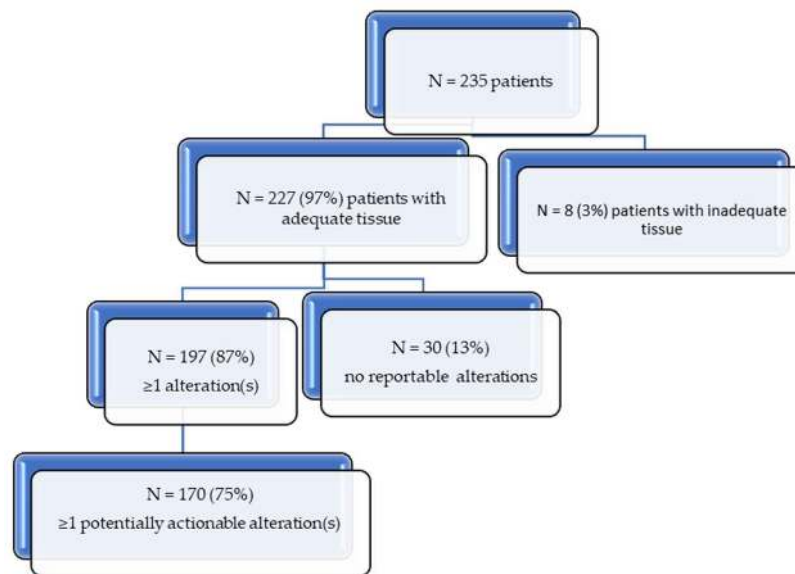 N = 235 patients
N = 227 (97%) patients with
adequate tissue
N = 8 (3%) patients with inadequate
tissue
N = 197 (87%)
≥1 alteration(s)
N = 30 (13%)
no reportable alterations
N = 170 (75%)
≥1 potentially actionable alteration(s)